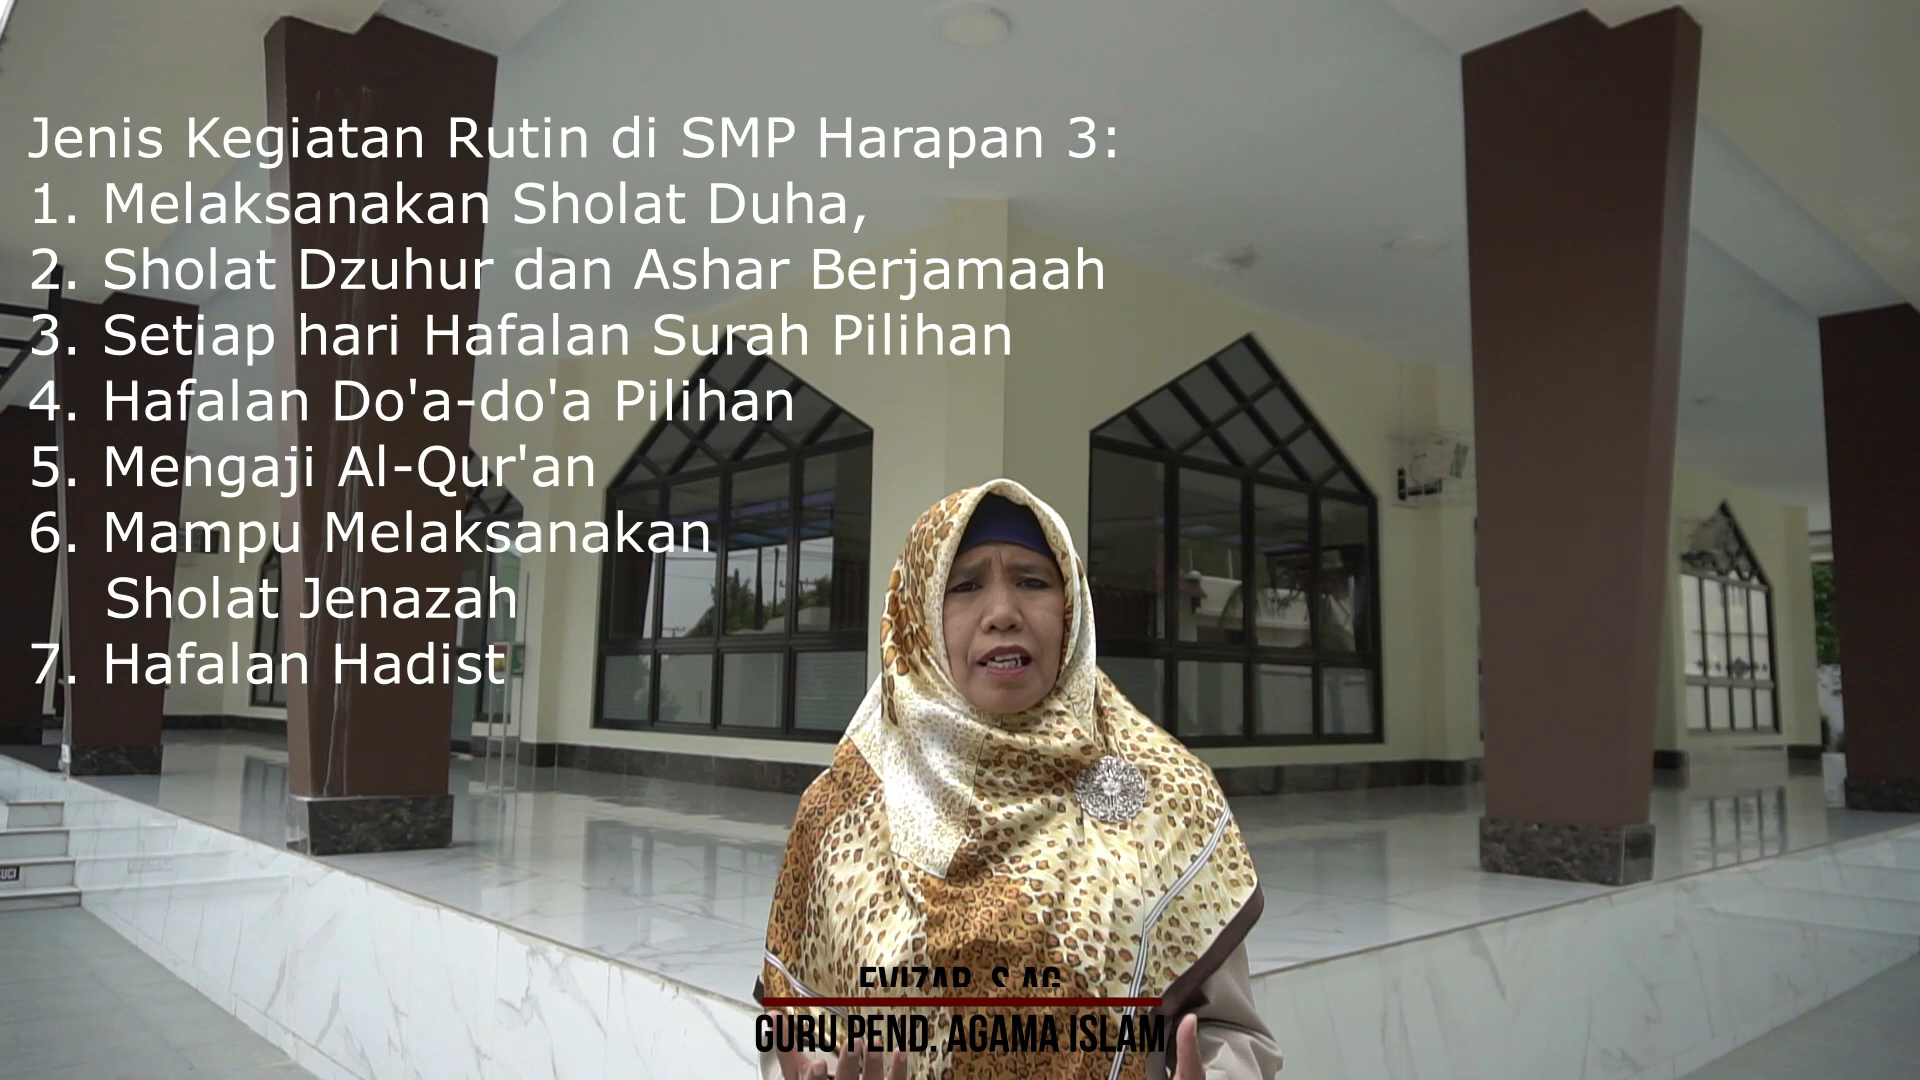 Jenis Kegiatan Rutin di SMP Harapan 3:
1. Melaksanakan Sholat Duha,
2. Sholat Dzuhur dan Ashar Berjamaah
3. Setiap hari Hafalan Surah Pilihan
4. Hafalan Do'a-do'a Pilihan
5. Mengaji Al-Qur'an
6. Mampu Melaksanakan
Sholat Jenazah
7. Hafalan Hadist
GURU PEND. AGAMA ISLAM